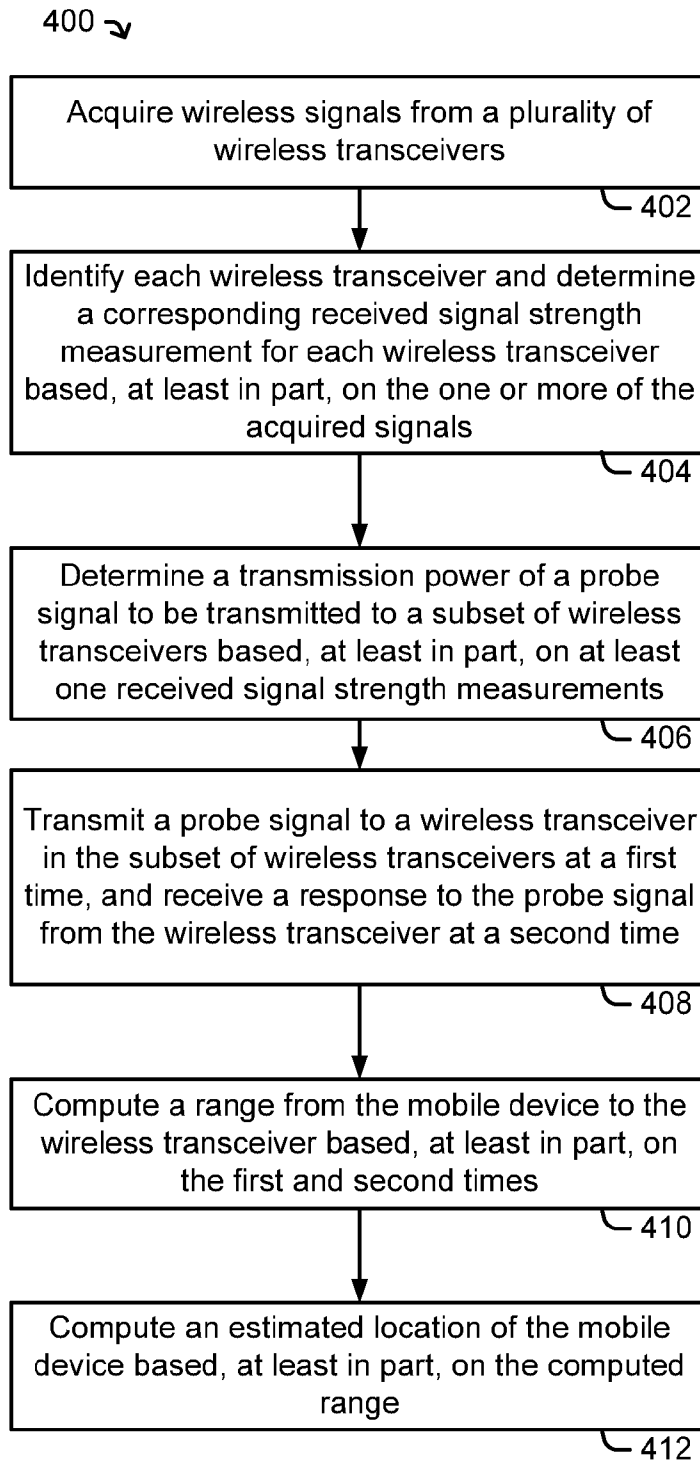 400
Acquire wireless signals from a plurality of
wireless transceivers
402
Identify each wireless transceiver and determine
a corresponding received signal strength
measurement for each wireless transceiver
based, at least in part, on the one or more of the
acquired signals
404
Determine a transmission power of a probe
signal to be transmitted to a subset of wireless
transceivers based, at least in part, on at least
one received signal strength measurements
406
Transmit a probe signal to a wireless transceiver
in the subset of wireless transceivers at a first
time, and receive a response to the probe signal
from the wireless transceiver at a second time
408
Compute a range from the mobile device to the
wireless transceiver based, at least in part, on
the first and second times
410
Compute an estimated location of the mobile
device based, at least in part, on the computed
range
412